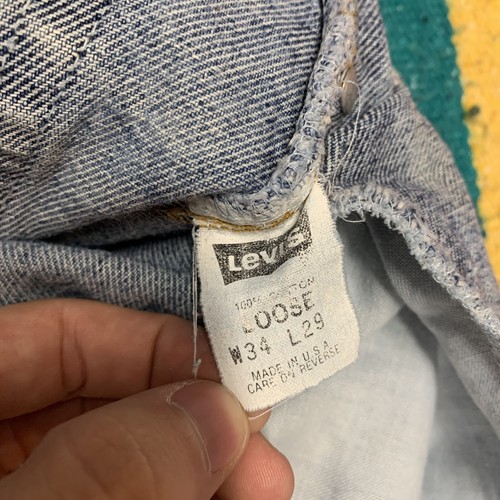 Levi's
100% COTTON
LOOSE
W34 L29
MADE IN U.S.A.
CARE ON REVERSE